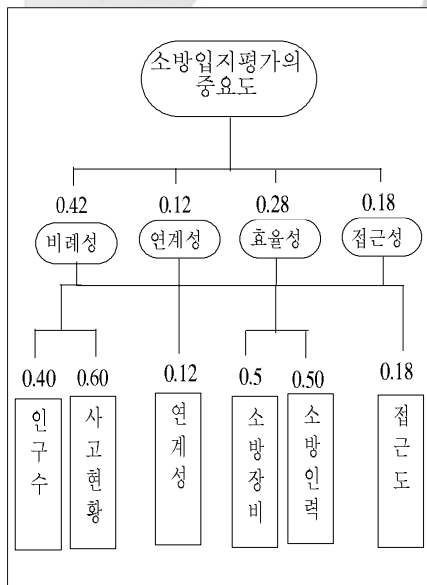 소방입지평가의
중요도
0.42 0.12 0.28 0.18
비례성 연계성 효율성 접근성
0.40 0.60 0.12 0.5 0.50 0.18
인구수 사고현황 연계성 소방장비 소방인력 접근도